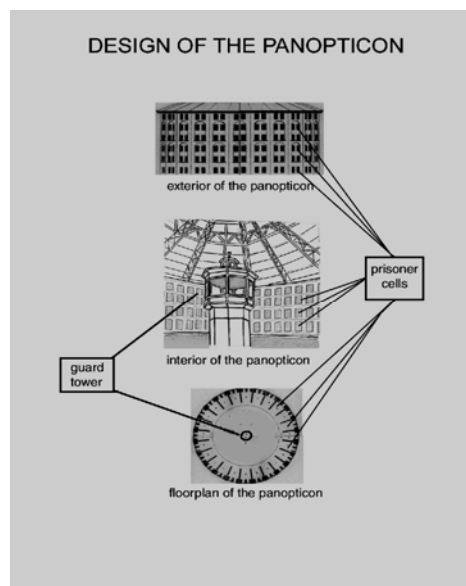 DESIGN OF THE PANOPTICON
exterior of the panopticon
prisoner
cells
interior of the panopticon
guard
tower
floorplan of the panopticon